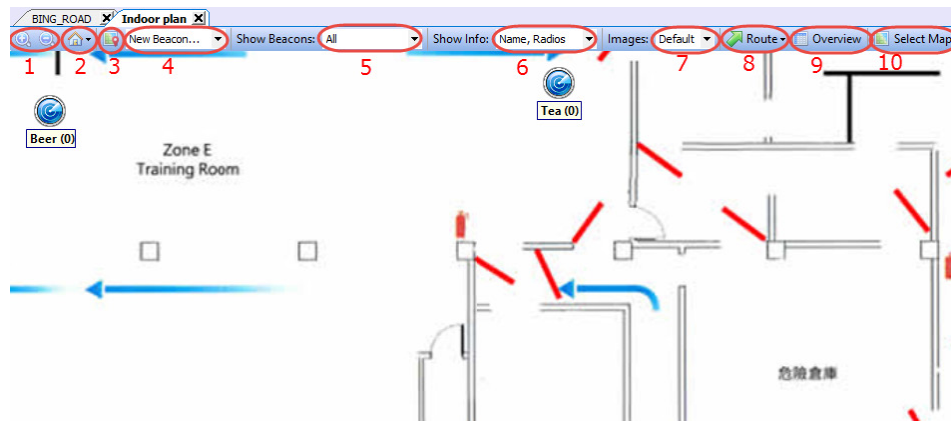 BING_ROAD Indoor plan
New Beacon... Show Beacons: All Show Info: Name, Radios Images: Default Route Overview Select Map
1 2 3 4 5 6 7 8 9 10
Beer (0)
Tea (0)
Zone E
Training Room
危險倉庫